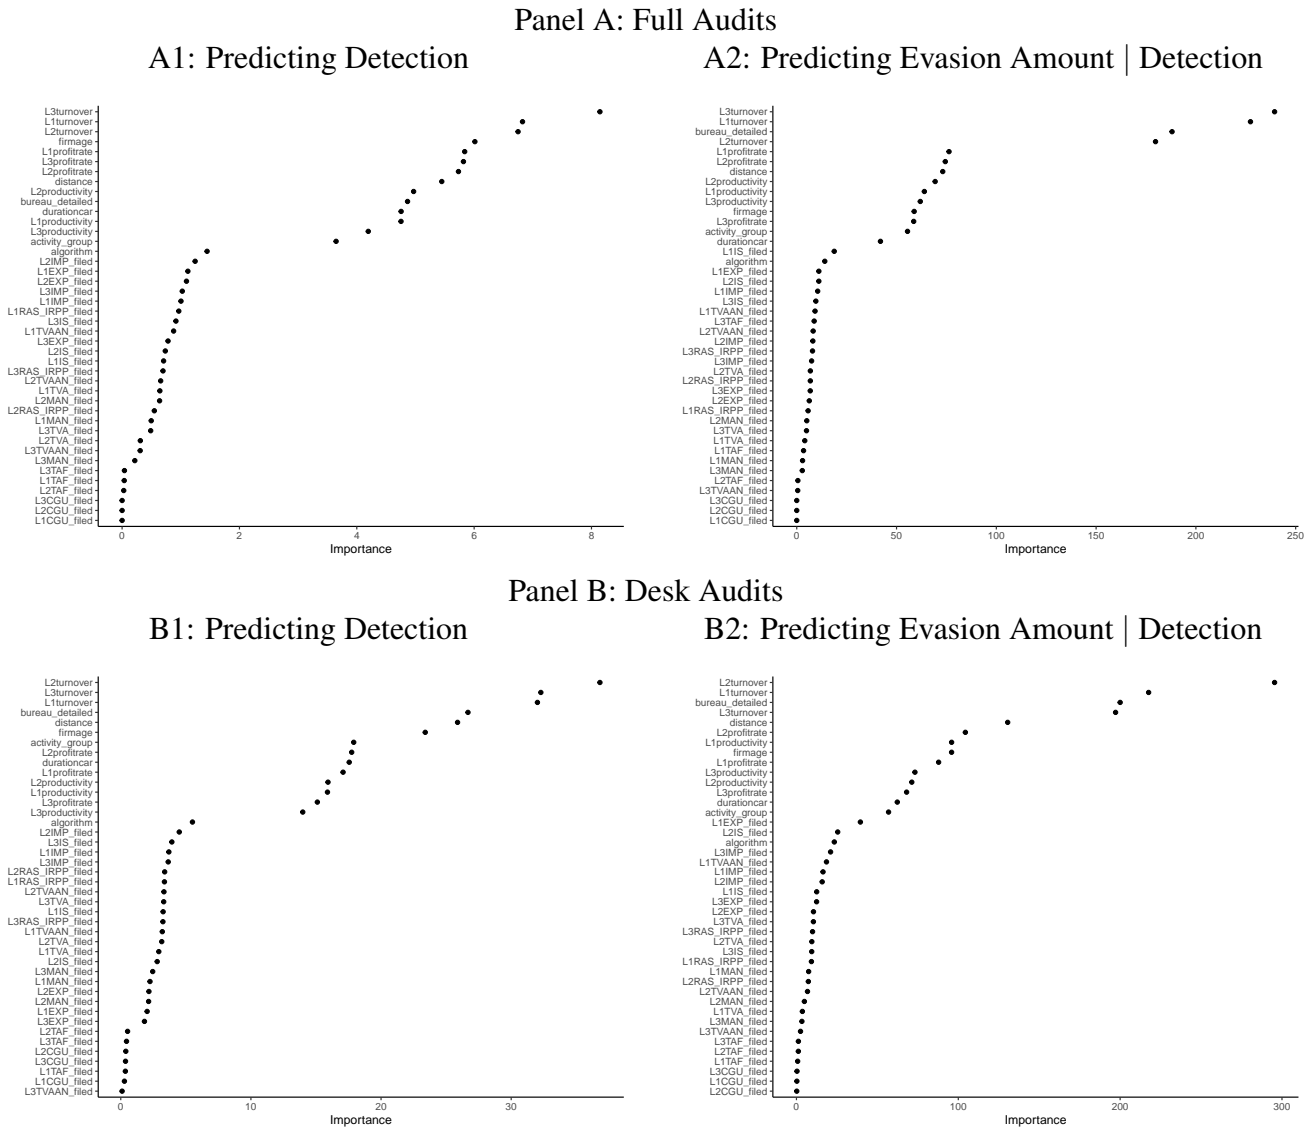 Panel A: Full Audits
A1: Predicting Detection
L3turnover
L1turnover
L2turnover
firmage
L1profitrate
L3profitrate
L2profitrate
distance
L2productivity
bureau_detailed
durationcar
L1productivity
L3productivity
activity_group
algorithm
L2IMP_filed
L1EXP_filed
L2EXP_filed
L3IMP_filed
L1IMP_filed
L1RAS_IRPP_filed
L3IS_filed
L1TVAAN_filed
L3EXP_filed
L2IS_filed
L1IS_filed
L3RAS_IRPP_filed
L2TVAAN_filed
L1TVA_filed
L2MAN_filed
L2RAS_IRPP_filed
L1MAN_filed
L3TVA_filed
L2TVA_filed
L3TVAAN_filed
L3MAN_filed
L3TAF_filed
L1TAF_filed
L2TAF_filed
L3CGU_filed
L2CGU_filed
L1CGU_filed
0 2 4 6 8
Importance
A2: Predicting Evasion Amount | Detection
L3turnover
L1turnover
bureau_detailed
L2turnover
L1profitrate
L2profitrate
distance
L2productivity
L1productivity
L3productivity
firmage
L3profitrate
activity_group
durationcar
L1IS_filed
algorithm
L1EXP_filed
L2IS_filed
L1IMP_filed
L3IS_filed
L1TVAAN_filed
L3TAF_filed
L2TVAAN_filed
L2IMP_filed
L3RAS_IRPP_filed
L3IMP_filed
L2TVA_filed
L2RAS_IRPP_filed
L3EXP_filed
L2EXP_filed
L1RAS_IRPP_filed
L2MAN_filed
L3TVA_filed
L1TVA_filed
L1TAF_filed
L1MAN_filed
L3MAN_filed
L2TAF_filed
L3TVAAN_filed
L3CGU_filed
L2CGU_filed
L1CGU_filed
0 50 100 150 200 250
Importance
Panel B: Desk Audits
B1: Predicting Detection
L2turnover
L3turnover
L1turnover
bureau_detailed
distance
firmage
activity_group
L2profitrate
durationcar
L1profitrate
L2productivity
L1productivity
L3profitrate
L3productivity
algorithm
L2IMP_filed
L3IS_filed
L1IMP_filed
L3IMP_filed
L2RAS_IRPP_filed
L1RAS_IRPP_filed
L2TVAAN_filed
L3TVA_filed
L1IS_filed
L3RAS_IRPP_filed
L1TVAAN_filed
L2TVA_filed
L1TVA_filed
L2IS_filed
L3MAN_filed
L1MAN_filed
L2EXP_filed
L2MAN_filed
L1EXP_filed
L3EXP_filed
L2TAF_filed
L3TAF_filed
L2CGU_filed
L3CGU_filed
L1TAF_filed
L1CGU_filed
L3TVAAN_filed
0 10 20 30
Importance
B2: Predicting Evasion Amount | Detection
L2turnover
L1turnover
bureau_detailed
L3turnover
distance
L2profitrate
L1productivity
firmage
L1profitrate
L3productivity
L2productivity
L3profitrate
durationcar
activity_group
L1EXP_filed
L2IS_filed
algorithm
L3IMP_filed
L1TVAAN_filed
L1IMP_filed
L2IMP_filed
L1IS_filed
L3EXP_filed
L2EXP_filed
L3TVA_filed
L3RAS_IRPP_filed
L2TVA_filed
L3IS_filed
L1RAS_IRPP_filed
L1MAN_filed
L2RAS_IRPP_filed
L2TVAAN_filed
L2MAN_filed
L1TVA_filed
L3MAN_filed
L3TVAAN_filed
L3TAF_filed
L2TAF_filed
L1TAF_filed
L3CGU_filed
L1CGU_filed
L2CGU_filed
0 100 200 300
Importance